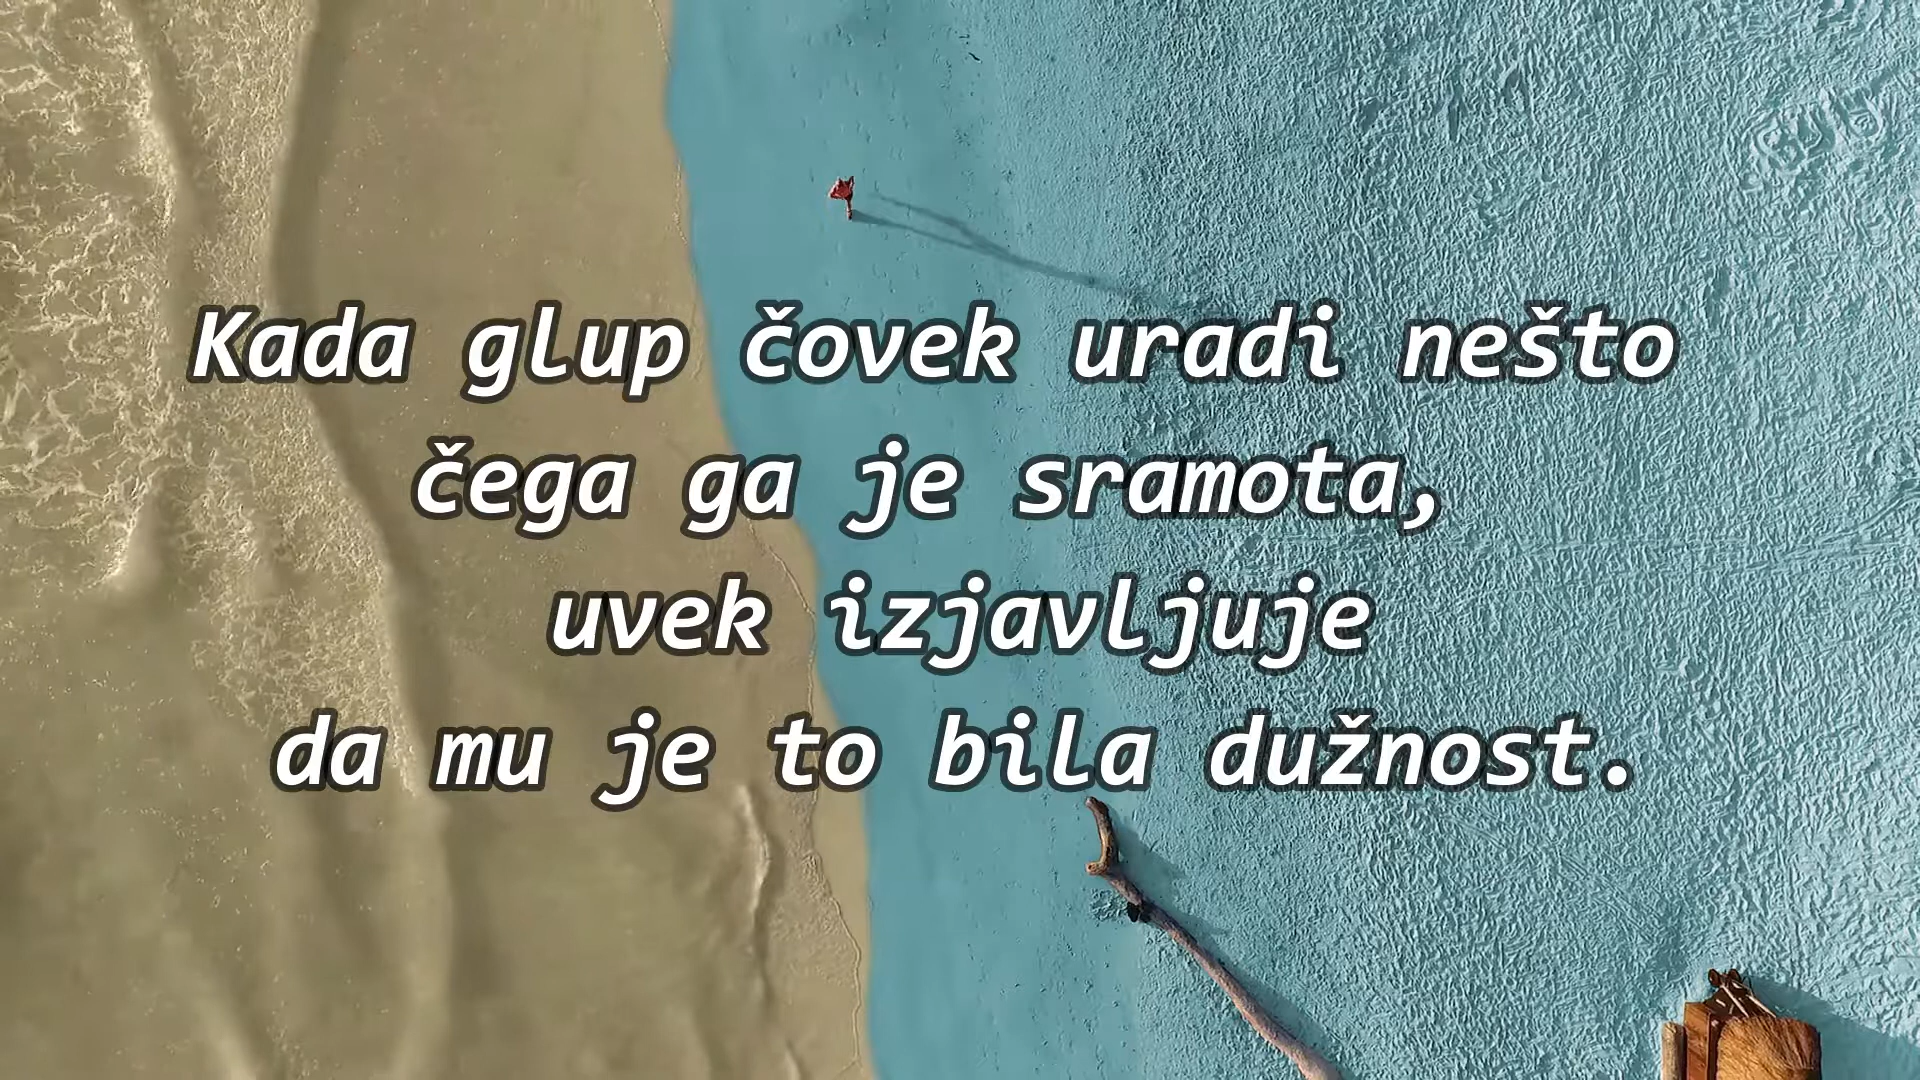 Kada glup čovek uradi nešto
čega ga je sramota,
uvek izjavljuje
da mu je to bila dužnost.